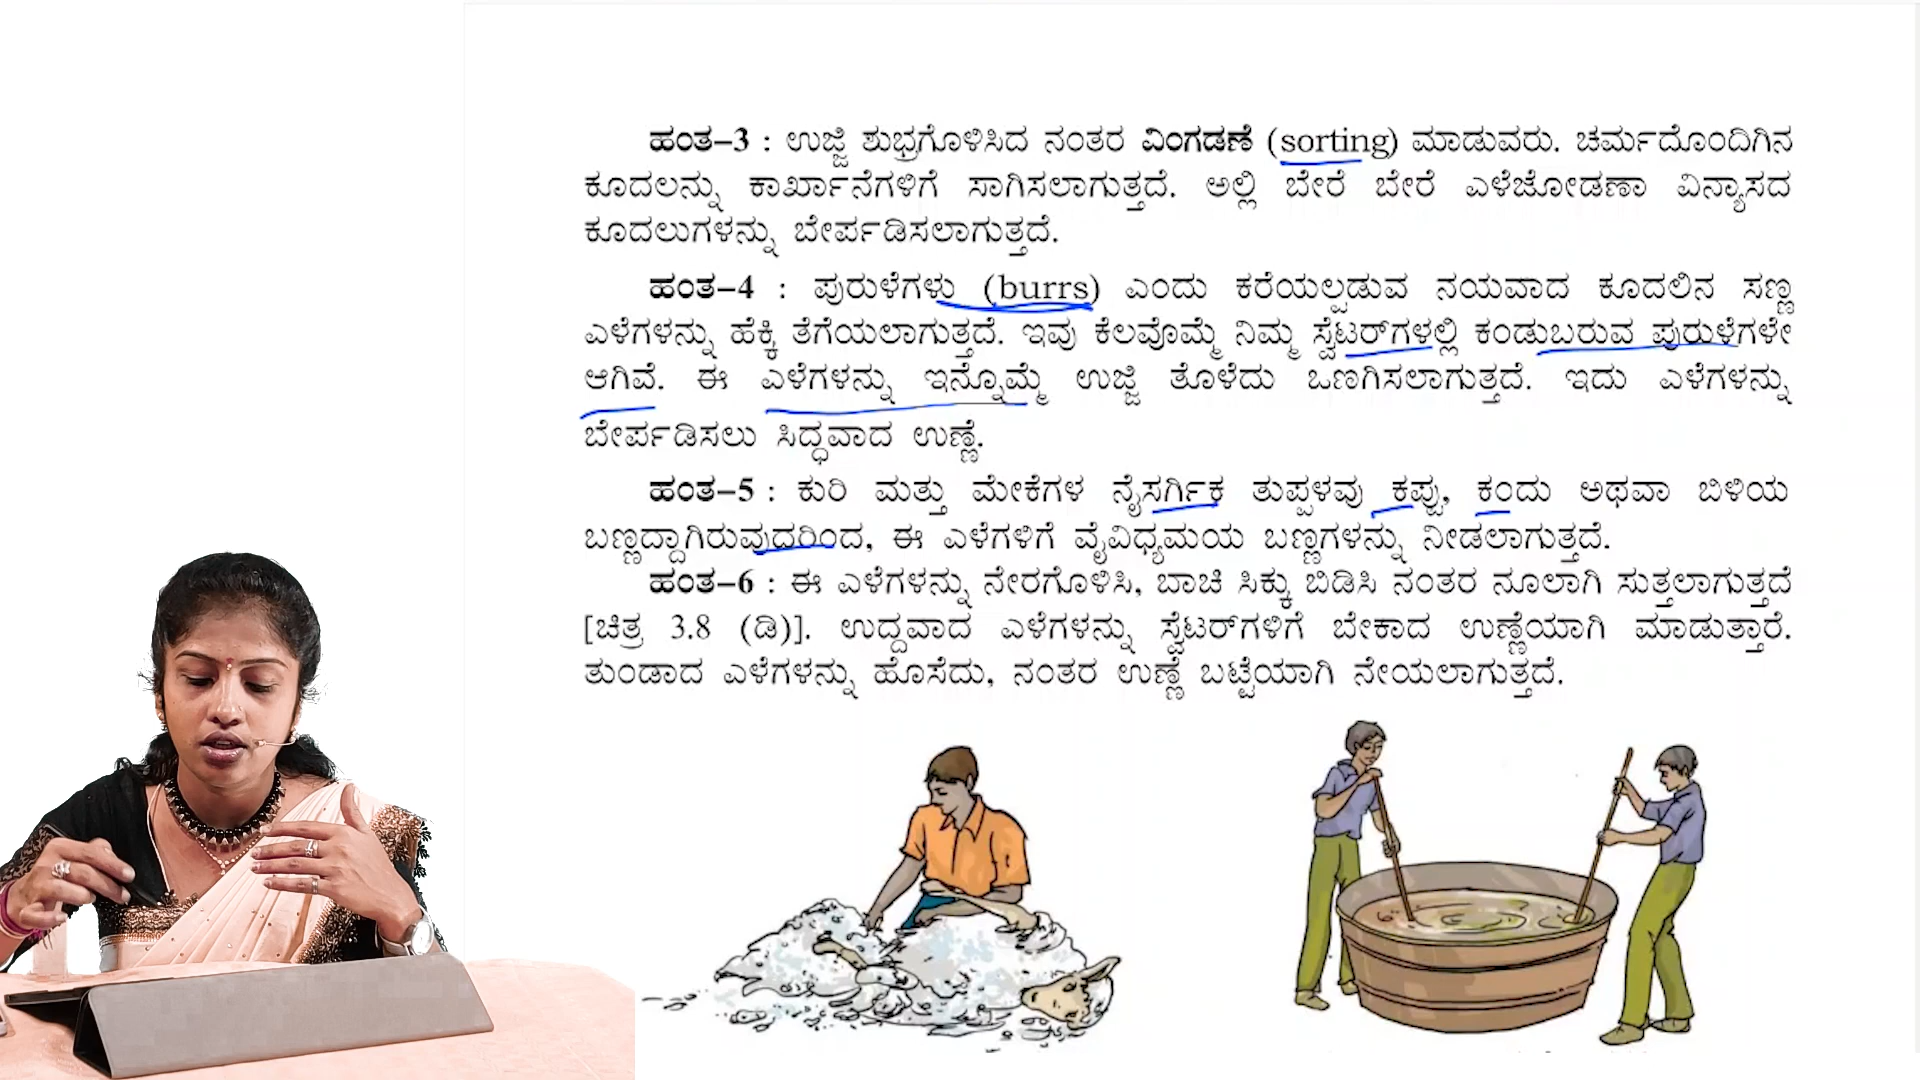 ಹಂತ–3 : ಉಜ್ಜಿ ಶುಭ್ರಗೊಳಿಸಿದ ನಂತರ ವಿಂಗಡಣೆ (sorting) ಮಾಡುವರು. ಚರ್ಮದೊಂದಿಗಿನ
ಕೂದಲನ್ನು ಕಾರ್ಖಾನೆಗಳಿಗೆ ಸಾಗಿಸಲಾಗುತ್ತದೆ. ಅಲ್ಲಿ ಬೇರೆ ಬೇರೆ ಎಳೆಜೋಡಣಾ ವಿನ್ಯಾಸದ
ಕೂದಲುಗಳನ್ನು ಬೇರ್ಪಡಿಸಲಾಗುತ್ತದೆ.
ಹಂತ–4 : ಪುರುಳೆಗಳು (burrs) ಎಂದು ಕರೆಯಲ್ಪಡುವ ನಯವಾದ ಕೂದಲಿನ ಸಣ್ಣ
ಎಳೆಗಳನ್ನು ಹೆಕ್ಕಿ ತೆಗೆಯಲಾಗುತ್ತದೆ. ಇವು ಕೆಲವೊಮ್ಮೆ ನಿಮ್ಮ ಸ್ವೆಟರ್‌ಗಳಲ್ಲಿ ಕಂಡುಬರುವ ಪುರುಳೆಗಳೇ
ಆಗಿವೆ. ಈ ಎಳೆಗಳನ್ನು ಇನ್ನೊಮ್ಮೆ ಉಜ್ಜಿ ತೊಳೆದು ಒಣಗಿಸಲಾಗುತ್ತದೆ. ಇದು ಎಳೆಗಳನ್ನು
ಬೇರ್ಪಡಿಸಲು ಸಿದ್ಧವಾದ ಉಣ್ಣೆ.
ಹಂತ–5 : ಕುರಿ ಮತ್ತು ಮೇಕೆಗಳ ನೈಸರ್ಗಿಕ ತುಪ್ಪಳವು ಕಪ್ಪು, ಕಂದು ಅಥವಾ ಬಿಳಿಯ
ಬಣ್ಣದ್ದಾಗಿರುವುದರಿಂದ, ಈ ಎಳೆಗಳಿಗೆ ವೈವಿಧ್ಯಮಯ ಬಣ್ಣಗಳನ್ನು ನೀಡಲಾಗುತ್ತದೆ.
ಹಂತ–6 : ಈ ಎಳೆಗಳನ್ನು ನೇರಗೊಳಿಸಿ, ಬಾಚಿ ಸಿಕ್ಕು ಬಿಡಿಸಿ ನಂತರ ನೂಲಾಗಿ ಸುತ್ತಲಾಗುತ್ತದೆ
[ಚಿತ್ರ 3.8 (ಡಿ)]. ಉದ್ದವಾದ ಎಳೆಗಳನ್ನು ಸ್ವೆಟರ್‌ಗಳಿಗೆ ಬೇಕಾದ ಉಣ್ಣೆಯಾಗಿ ಮಾಡುತ್ತಾರೆ.
ತುಂಡಾದ ಎಳೆಗಳನ್ನು ಹೊಸೆದು, ನಂತರ ಉಣ್ಣೆ ಬಟ್ಟೆಯಾಗಿ ನೇಯಲಾಗುತ್ತದೆ.